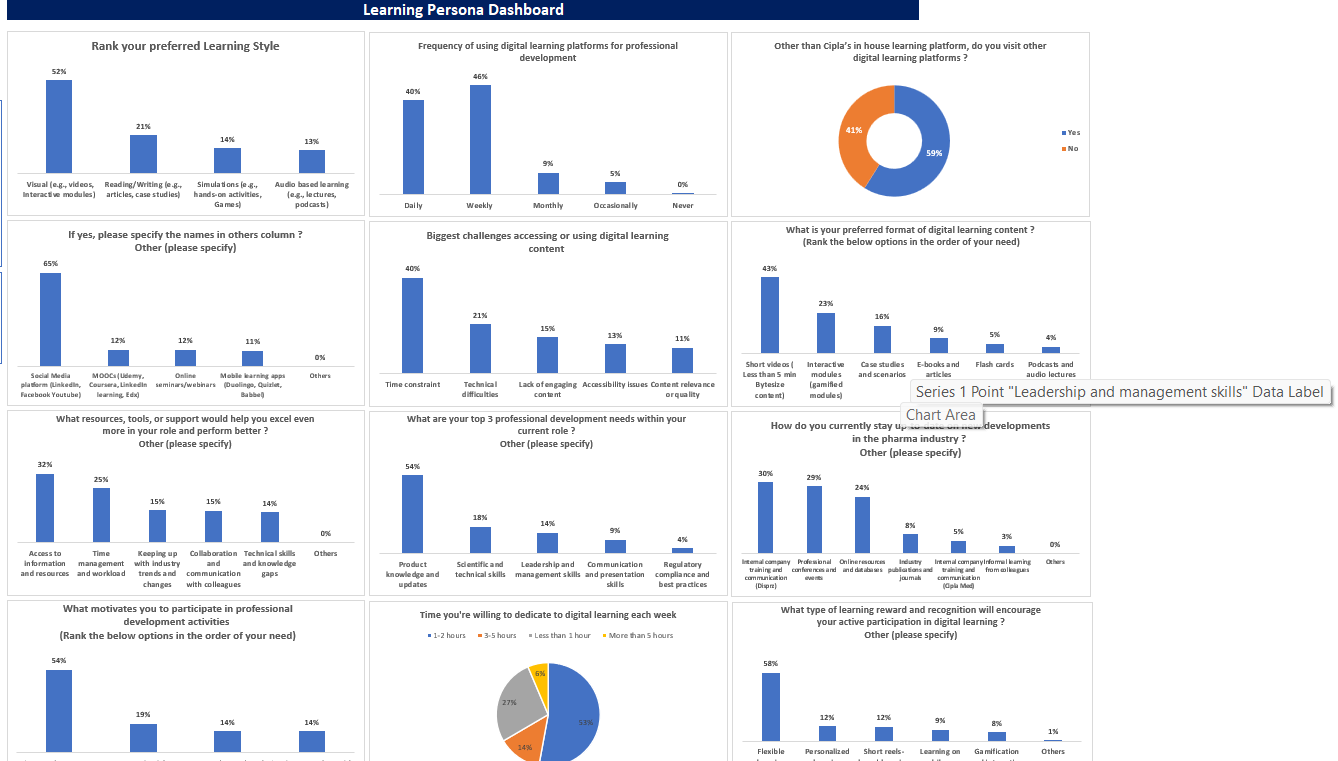 Learning Persona Dashboard
Rank your preferred Learning Style
52%
21%
14%
13%
Visual (e.g., videos,
Interactive modules)
Reading/Writing (e.g.,
articles, case studies)
Simulations (e.g.,
hands-on activities,
Games)
Audio based learning
(e.g., lectures,
podcasts)
Frequency of using digital learning platforms for professional
development
40%
46%
9%
5%
0%
Daily
Weekly
Monthly
Occasionally
Never
Other than Cipla's in house learning platform, do you visit other
digital learning platforms ?
41%
59%
Yes
No
If yes, please specify the names in others column ?
Other (please specify)
65%
12%
12%
11%
0%
Social Media
platform (LinkedIn,
Facebook Youtube)
MOOCs (Udemy,
Coursera, LinkedIn
learning, Edx)
Online
seminars/webinars
Mobile learning apps
(Duolingo, Quizlet,
Babbel)
Others
Biggest challenges accessing or using digital learning
content
40%
21%
15%
13%
11%
Time constraint
Technical
difficulties
Lack of engaging
content
Accessibility issues
Content relevance
or quality
What is your preferred format of digital learning content ?
(Rank the below options in the order of your need)
43%
23%
16%
9%
5%
4%
Short videos (
Less than 5 min
Bytesize
content)
Interactive
modules
(gamified
modules)
Case studies
and scenarios
E-books and
articles
Flash cards
Podcasts and
audio lectures
Series 1 Point "Leadership and management skills" Data Label
Chart Area
What resources, tools, or support would help you excel even
more in your role and perform better ?
Other (please specify)
32%
25%
15%
15%
14%
0%
Access to
information
and resources
Time
management
and workload
Keeping up
with industry
trends and
changes
Collaboration
and
communication
with colleagues
Technical skills
and knowledge
gaps
Others
What are your top 3 professional development needs within your
current role ?
Other (please specify)
54%
18%
14%
9%
4%
Product
knowledge and
updates
Scientific and
technical skills
Leadership and
management skills
Communication
and presentation
skills
Regulatory
compliance and
best practices
How do you currently stay up-to-date on new developments
in the pharma industry ?
Other (please specify)
30%
29%
24%
8%
5%
3%
0%
Internal company
training and
communication
(Disprz)
Professional
conferences and
events
Online resources
and databases
Industry
publications and
journals
Internal company
training and
communication
(Cipla Med)
Informal learning
from colleagues
Others
What motivates you to participate in professional
development activities
(Rank the below options in the order of your need)
54%
19%
14%
14%
Time you're willing to dedicate to digital learning each week
1-2 hours
3-5 hours
Less than 1 hour
More than 5 hours
6%
27%
53%
14%
What type of learning reward and recognition will encourage
your active participation in digital learning ?
Other (please specify)
58%
12%
12%
9%
8%
1%
Flexible
Personalized
Short reels-
Learning on
Gamification
Others